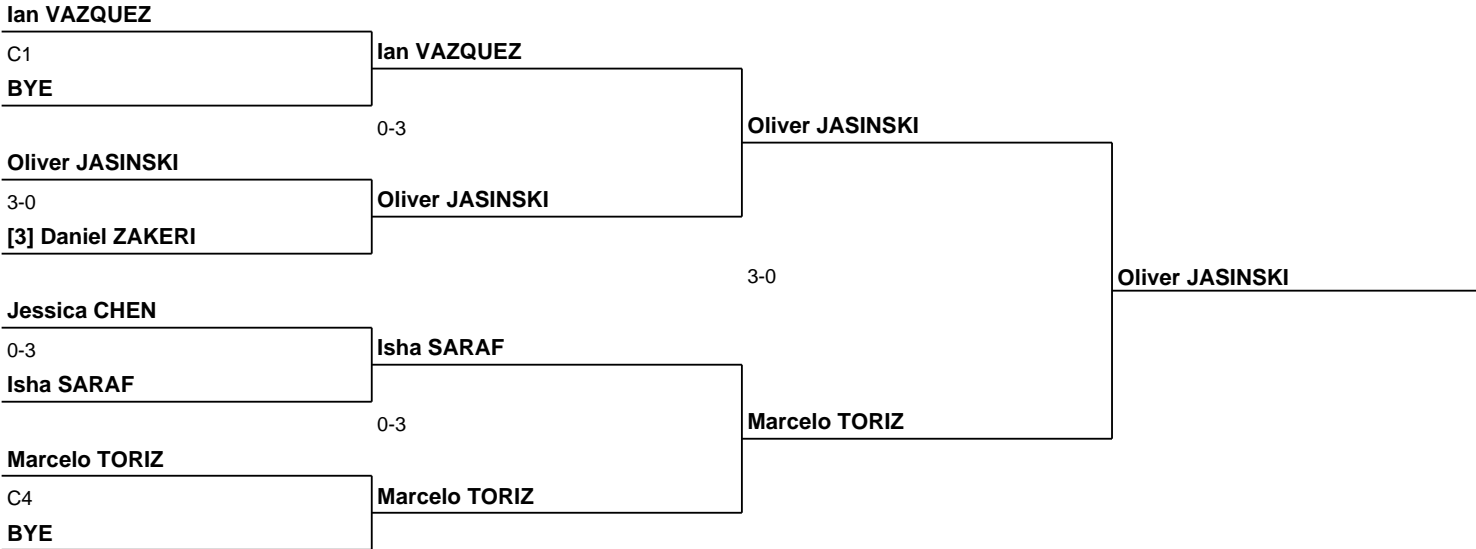 Ian VAZQUEZ
C1
BYE
Ian VAZQUEZ
0-3
Oliver JASINSKI
Oliver JASINSKI
3-0
[3] Daniel ZAKERI
Oliver JASINSKI
3-0
Oliver JASINSKI
Jessica CHEN
0-3
Isha SARAF
Isha SARAF
0-3
Marcelo TORIZ
Marcelo TORIZ
C4
BYE
Marcelo TORIZ